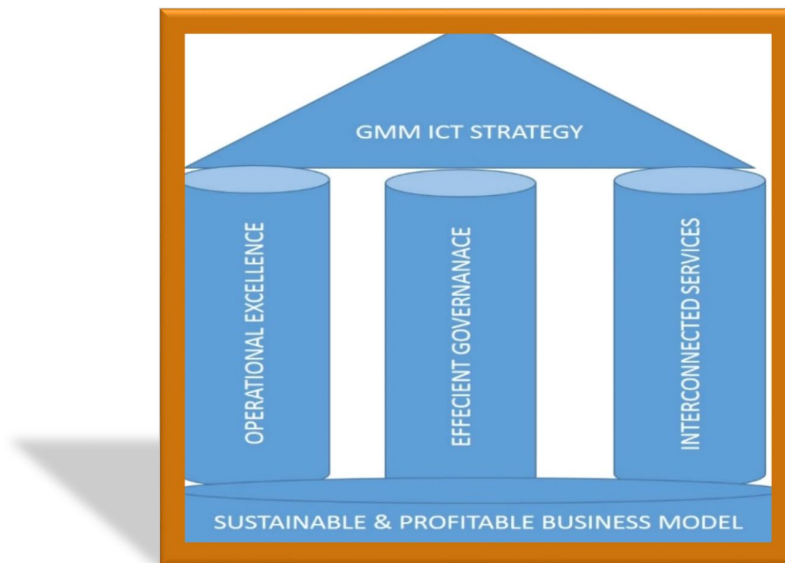 GMM ICT STRATEGY
OPERATIONAL EXCELLENCE
EFFECIENT GOVERNANACE
INTERCONNECTED SERVICES
SUSTAINABLE & PROFITABLE BUSINESS MODEL